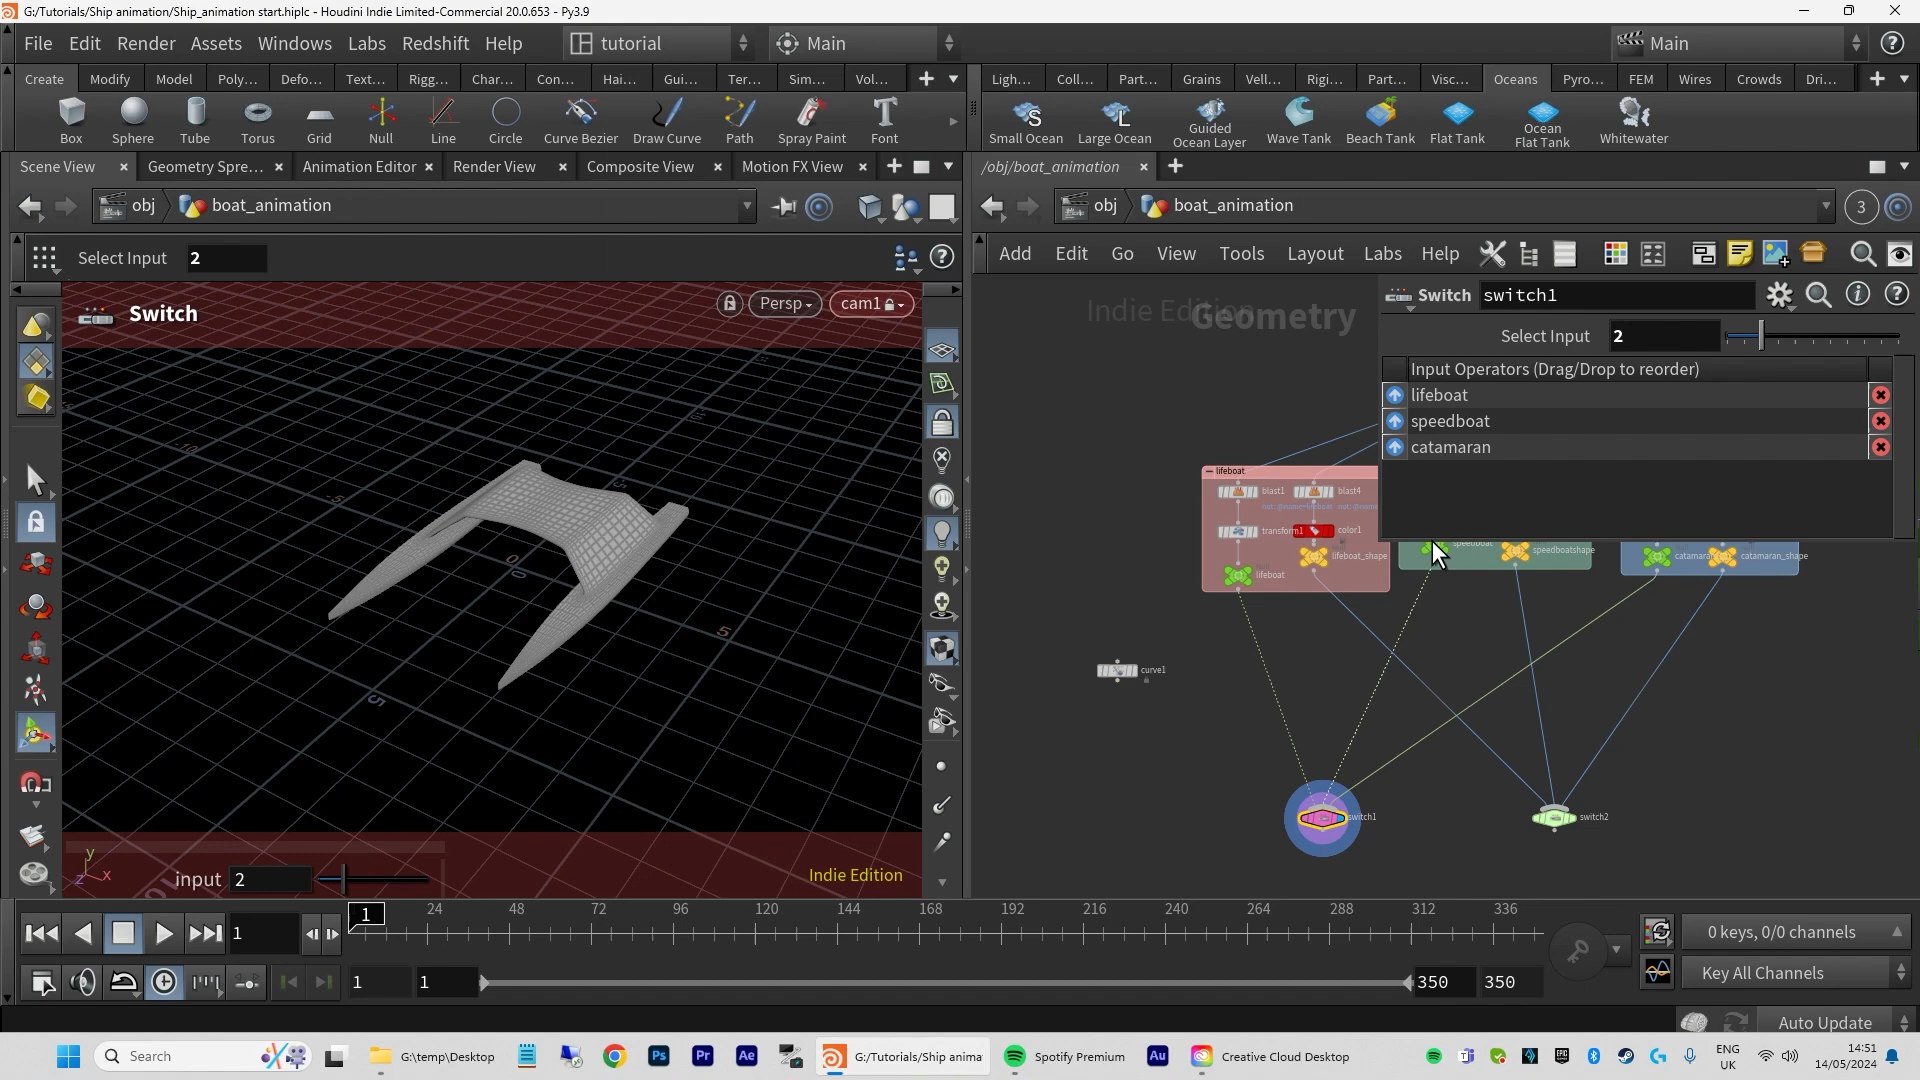 G:/Tutorials/Ship animation/Ship_animation start.hiplc - Houdini Indie Limited-Commercial 20.0.653 - Py3.9
File Edit Render Assets Windows Labs Redshift Help tutorial Main Main
Create Modify Model Poly... Defo... Text... Rigg... Char... Con... Hai... Gui... Ter... Sim... Vol...
Ligh... Coll... Part... Grains Vell... Rigi... Part... Visc... Oceans Pyro... FEM Wires Crowds Dri...
Box Sphere Tube Torus Grid Null Line Circle Curve Bezier Draw Curve Path Spray Paint Font
Small Ocean Large Ocean Guided Ocean Layer Wave Tank Beach Tank Flat Tank Ocean Flat Tank Whitewater
Scene View Geometry Spre... Animation Editor Render View Composite View Motion FX View
/obj/boat_animation
obj boat_animation
obj boat_animation 3
Select Input 2
Add Edit Go View Tools Layout Labs Help
Switch
Persp cam1
Indie Edition
Geometry
Switch switch1
Select Input 2
Input Operators (Drag/Drop to reorder)
lifeboat
speedboat
catamaran
lifeboat
blast1 blast4
transform1 color1
lifeboat_shape
lifeboat
speedboat speedboatshape
catamaran_shape
curve1
switch1
switch2
-10
-5
0
0
5
5
y
x
z
input 2
Indie Edition
1
1 24 48 72 96 120 144 168 192 216 240 264 288 312 336
0 keys, 0/0 channels
1 1 350 350
Key All Channels
Auto Update
Search
G:\temp\Desktop
G:/Tutorials/Ship anima
Spotify Premium
Creative Cloud Desktop
ENG
UK
14:51
14/05/2024